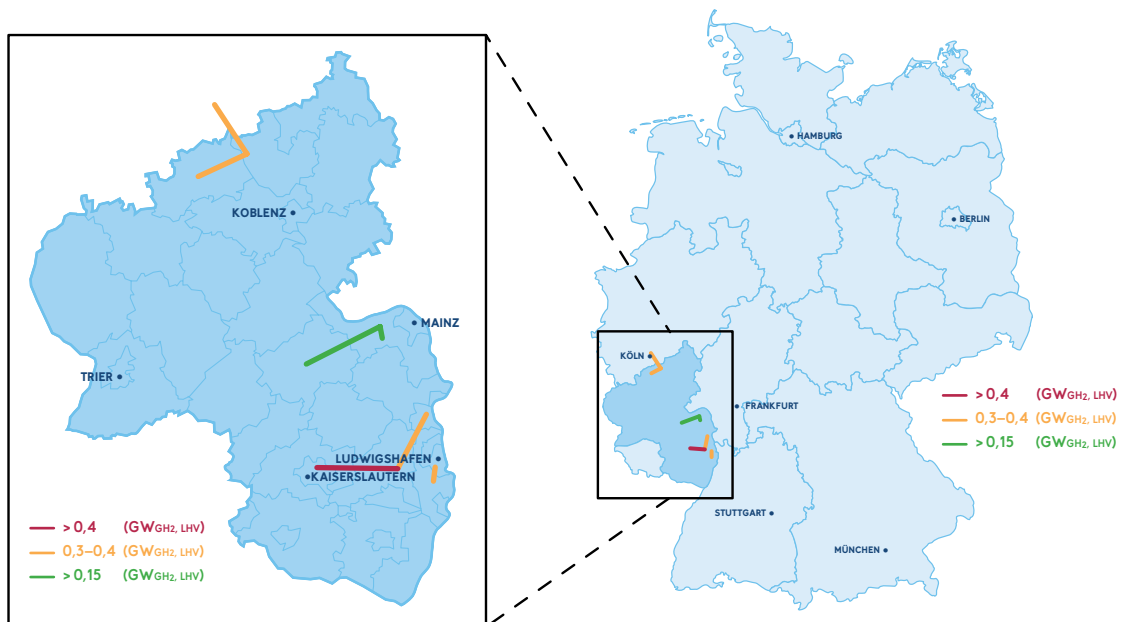 KOBLENZ
MAINZ
TRIER
LUDWIGSHAFEN
KAISERSLAUTERN
> 0,4 (GWGH2, LHV)
0,3–0,4 (GWGH2, LHV)
> 0,15 (GWGH2, LHV)
HAMBURG
BERLIN
KÖLN
FRANKFURT
> 0,4 (GWGH2, LHV)
0,3–0,4 (GWGH2, LHV)
> 0,15 (GWGH2, LHV)
STUTTGART
MÜNCHEN